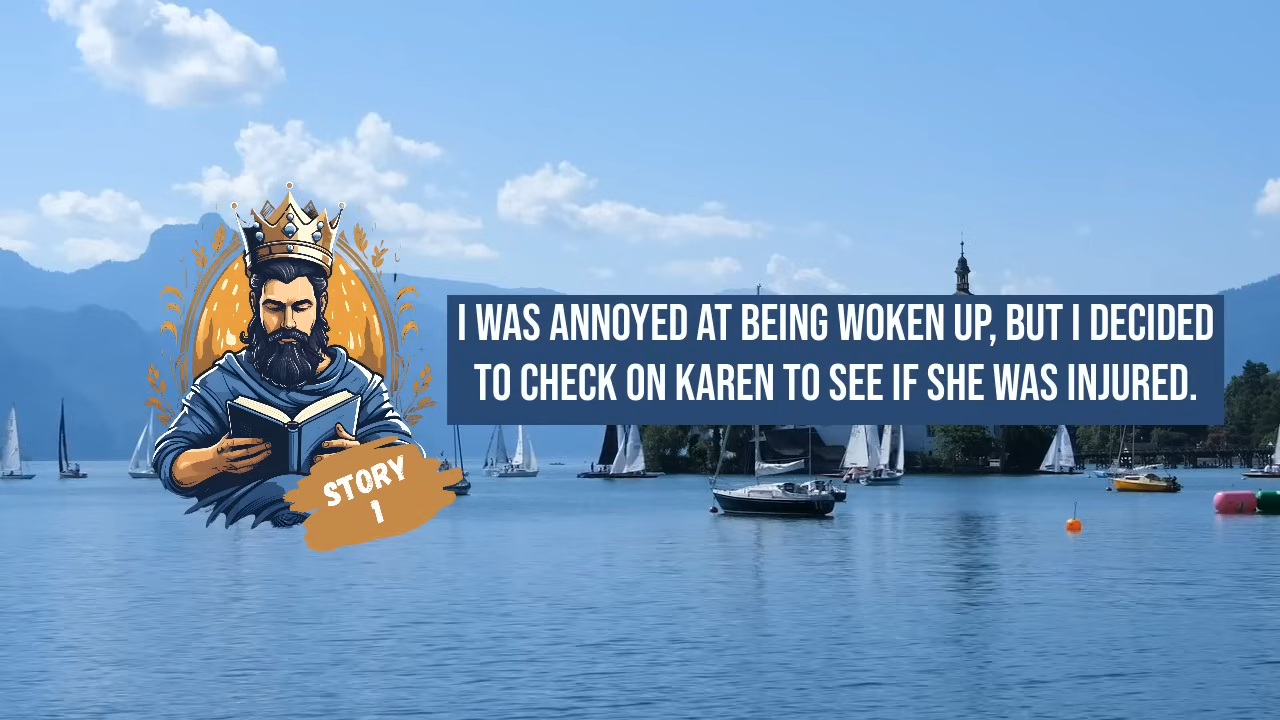 I WAS ANNOYED AT BEING WOKEN UP, BUT I DECIDED
TO CHECK ON KAREN TO SEE IF SHE WAS INJURED.
STORY
1